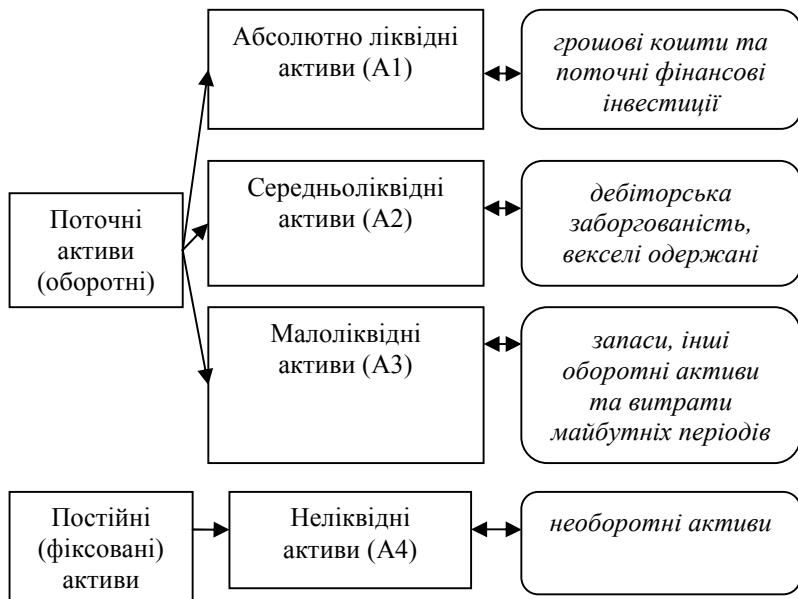 Абсолютно ліквідні
активи (А1)
грошові кошти та
поточні фінансові
інвестиції
Поточні
активи
(оборотні)
Середньоліквідні
активи (А2)
дебіторська
заборгованість,
векселі одержані
Малоліквідні
активи (А3)
запаси, інші
оборотні активи
та витрати
майбутніх періодів
Постійні
(фіксовані)
активи
Неліквідні
активи (А4)
необоротні активи